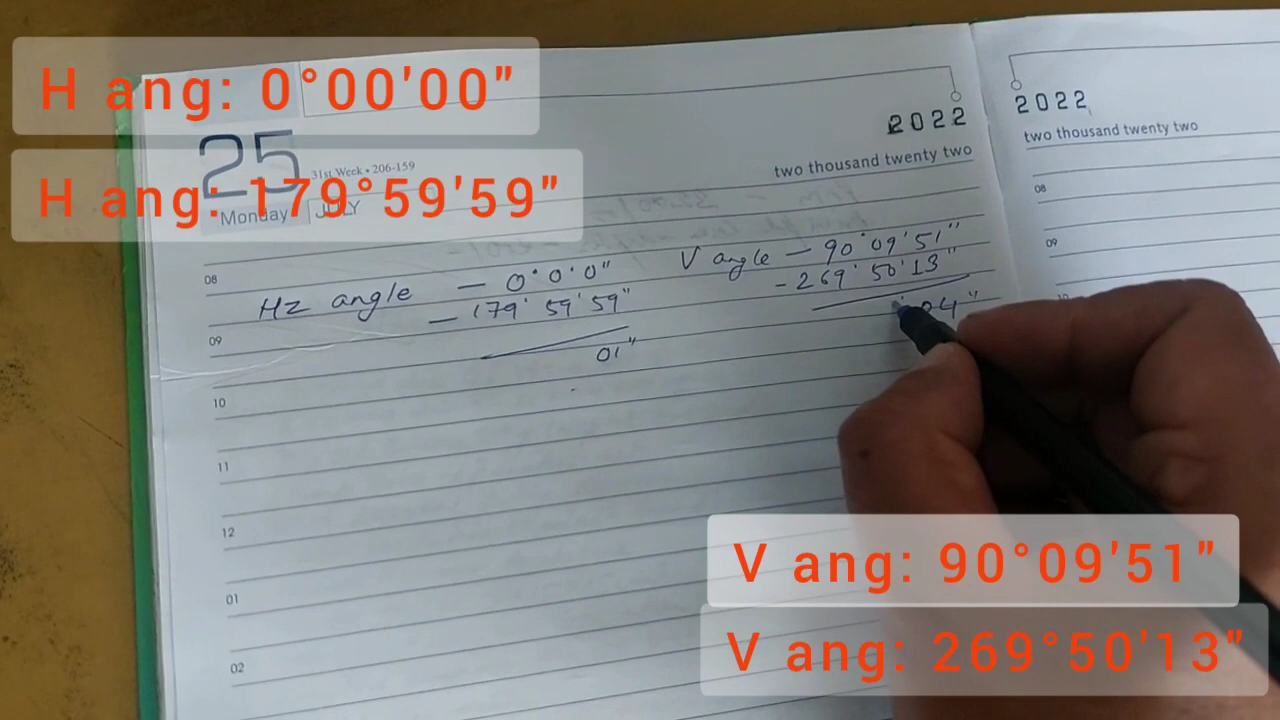 H ang: 0°00'00"
H ang: 179°59'59"
25
31st Week • 206-159
Monday JULY
2022
two thousand twenty two
2022
two thousand twenty two
08
Hz angle — 0° 0' 0"
— 179° 59' 59"
01"
V angle — 90° 09' 51"
- 269° 50' 13"
04"
08
09
09
10
11
12
01
02
V ang: 90°09'51"
V ang: 269°50'13"